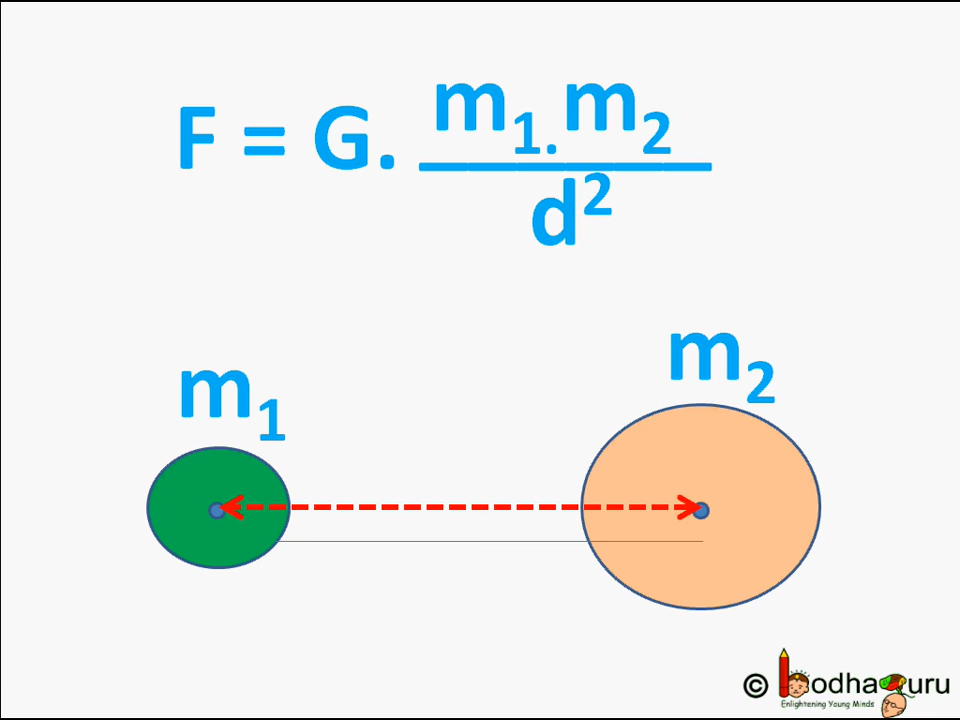 F = G. m₁.m₂
d²
m₁
m₂
© bodhaguru
Enlightening Young Minds